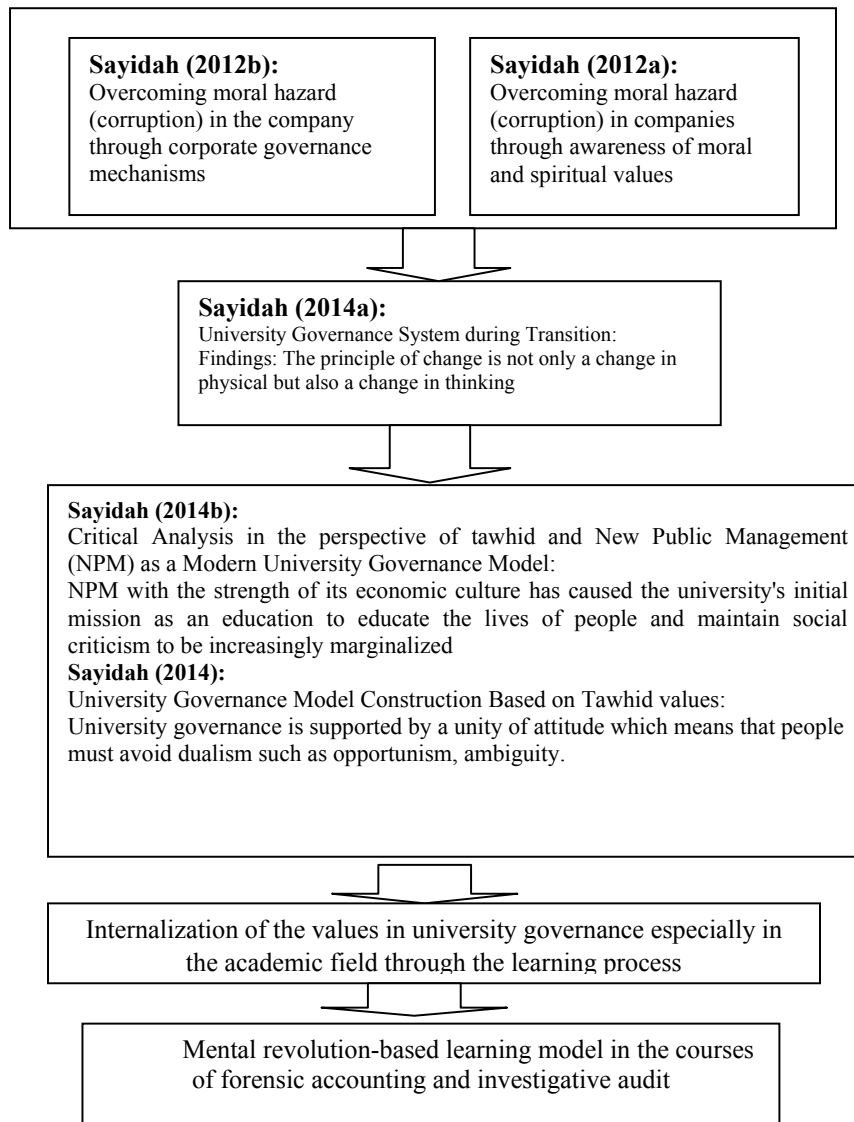 Sayidah (2012b):
Overcoming moral hazard
(corruption) in the company
through corporate governance
mechanisms
Sayidah (2012a):
Overcoming moral hazard
(corruption) in companies
through awareness of moral
and spiritual values
Sayidah (2014a):
University Governance System during Transition:
Findings: The principle of change is not only a change in
physical but also a change in thinking
Sayidah (2014b):
Critical Analysis in the perspective of tawhid and New Public Management
(NPM) as a Modern University Governance Model:
NPM with the strength of its economic culture has caused the university's initial
mission as an education to educate the lives of people and maintain social
criticism to be increasingly marginalized
Sayidah (2014):
University Governance Model Construction Based on Tawhid values:
University governance is supported by a unity of attitude which means that people
must avoid dualism such as opportunism, ambiguity.
Internalization of the values in university governance especially in
the academic field through the learning process
Mental revolution-based learning model in the courses
of forensic accounting and investigative audit